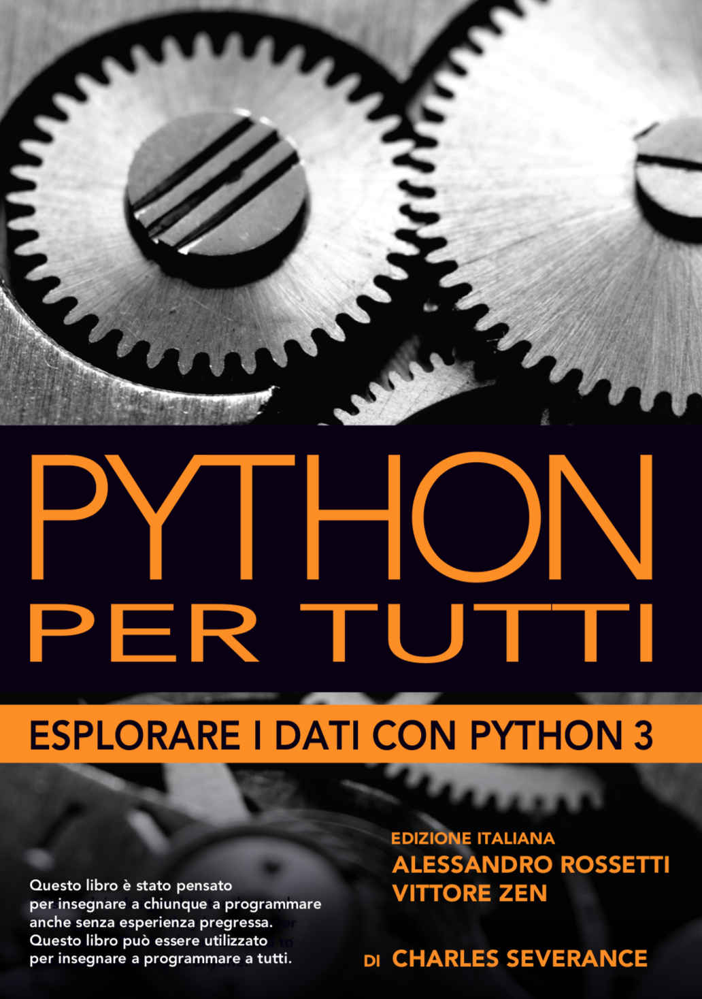 PYTHON
PER TUTTI
ESPLORARE I DATI CON PYTHON 3
EDIZIONE ITALIANA
ALESSANDRO ROSSETTI
VITTORE ZEN
Questo libro è stato pensato
per insegnare a chiunque a programmare
anche senza esperienza pregressa.
Questo libro può essere utilizzato
per insegnare a programmare a tutti.
DI CHARLES SEVERANCE